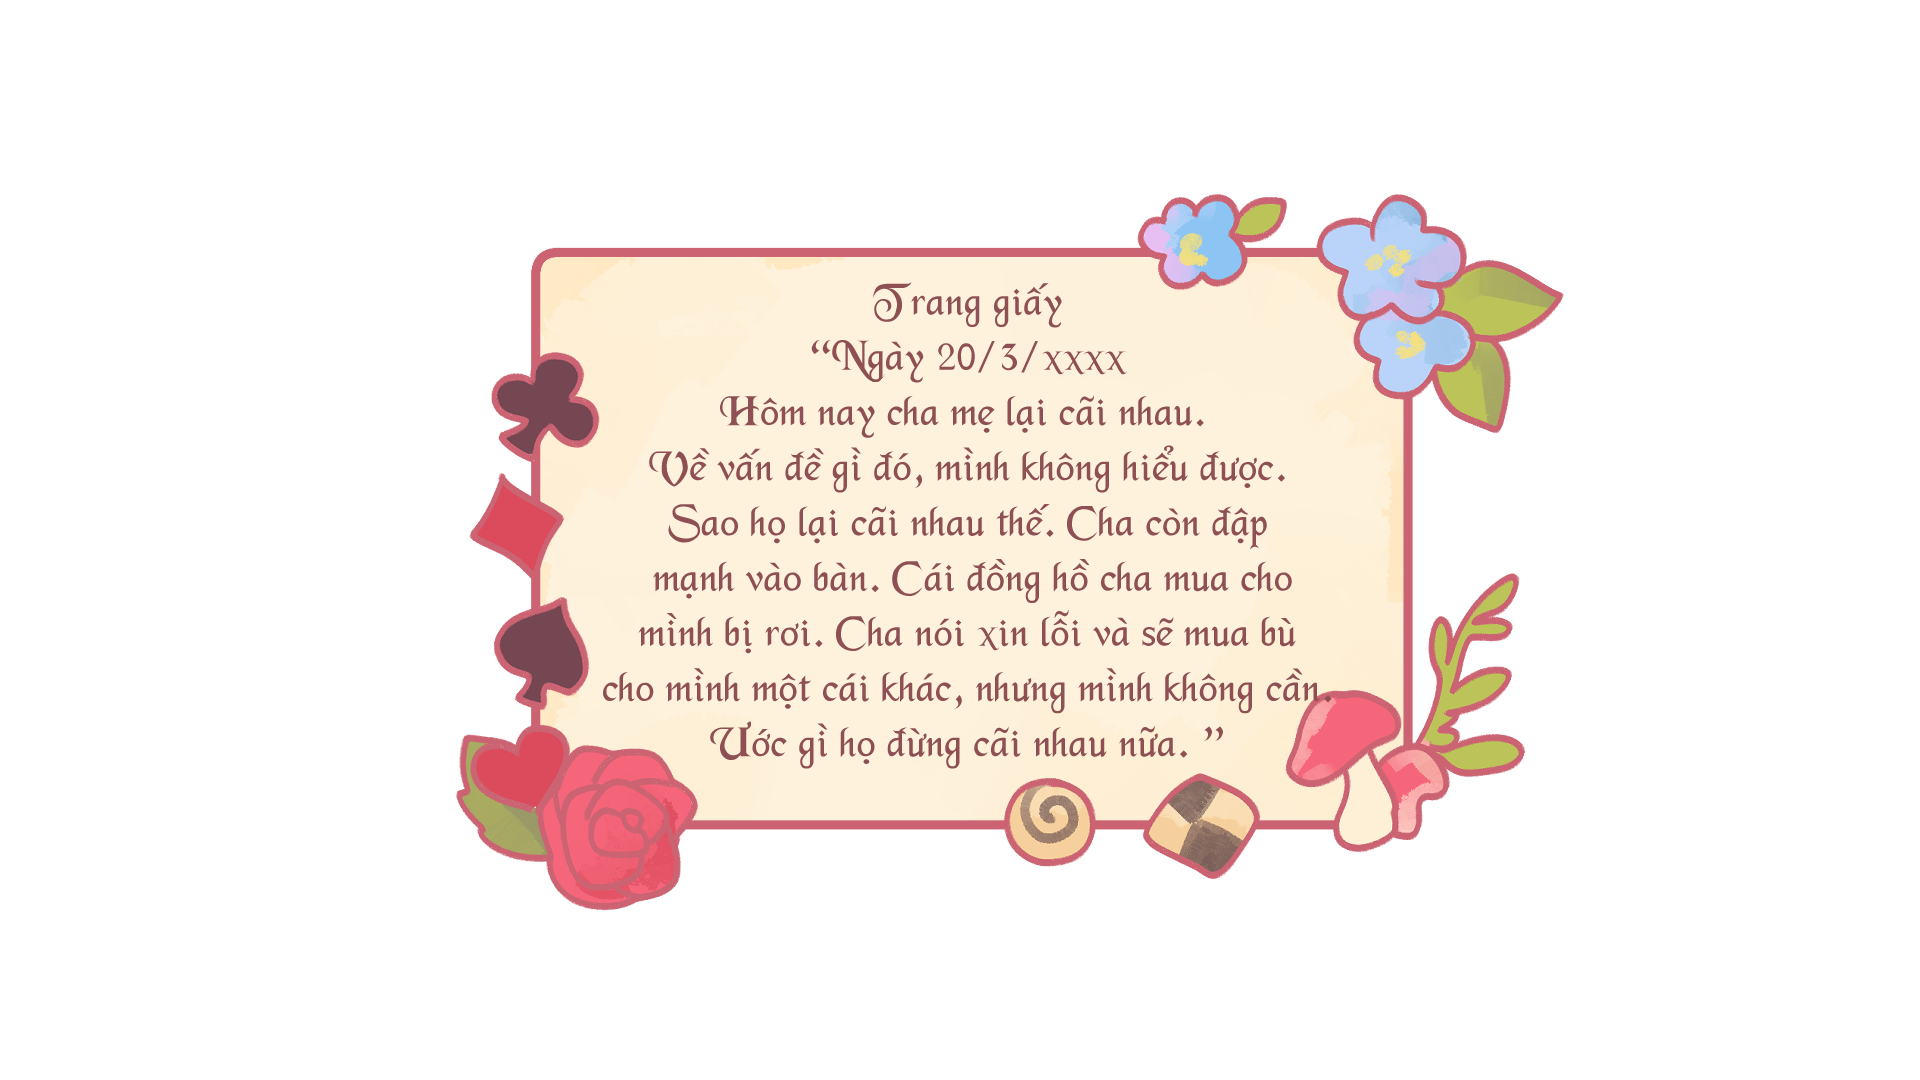 Trang giấy
“Ngày 20/3/xxxx
Hôm nay cha mẹ lại cãi nhau.
Về vấn đề gì đó, mình không hiểu được.
Sao họ lại cãi nhau thế. Cha còn đập
mạnh vào bàn. Cái đồng hồ cha mua cho
mình bị rơi. Cha nói xin lỗi và sẽ mua bù
cho mình một cái khác, nhưng mình không cần.
Ước gì họ đừng cãi nhau nữa. ”